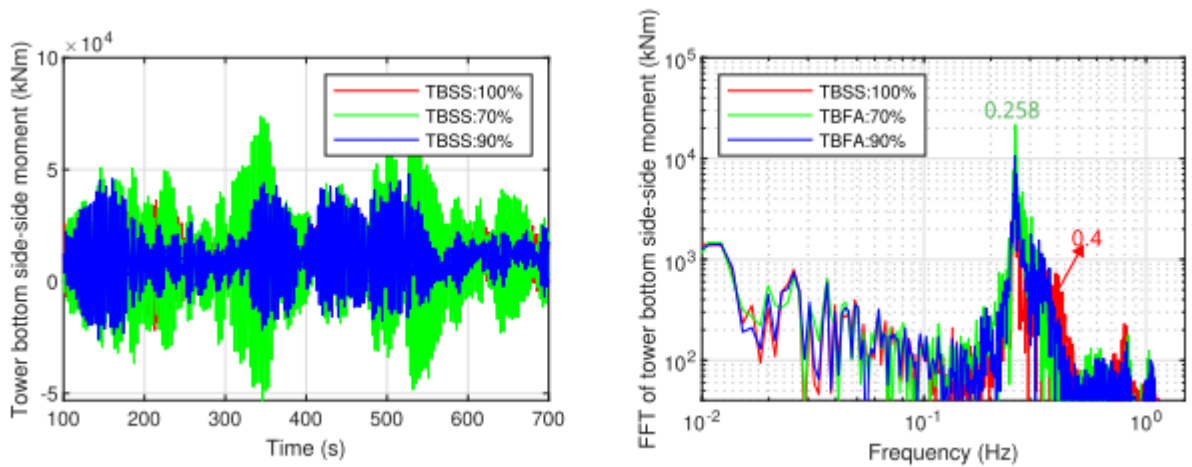 ×10⁴
10
5
0
-5
100 200 300 400 500 600 700
Time (s)
Tower bottom side-side moment (kNm)
TBSS:100%
TBSS:70%
TBSS:90%
10⁵
10⁴
10³
10²
10⁻² 10⁻¹ 10⁰
Frequency (Hz)
FFT of tower bottom side-side moment (kNm)
TBSS:100%
TBFA:70%
TBFA:90%
0.258
0.4